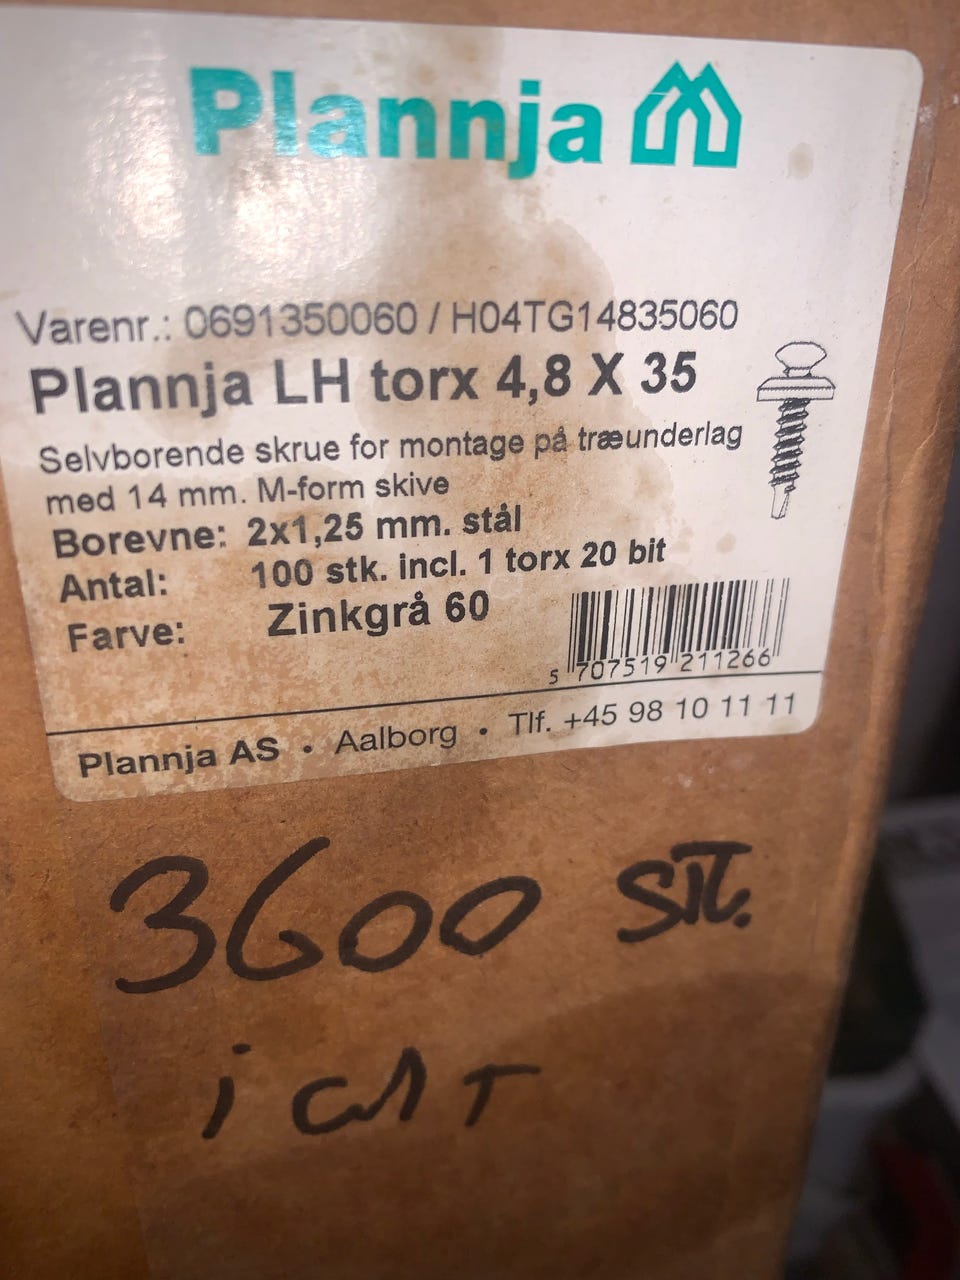 Plannja
Varenr.: 0691350060 / H04TG14835060
Plannja LH torx 4,8 X 35
Selvborende skrue for montage på træunderlag
med 14 mm. M-form skive
Borevne: 2x1,25 mm. stål
Antal: 100 stk. incl. 1 torx 20 bit
Farve: Zinkgrå 60
5 707519 211266
Plannja AS • Aalborg • Tlf. +45 98 10 11 11
3600 STK.
i ALT